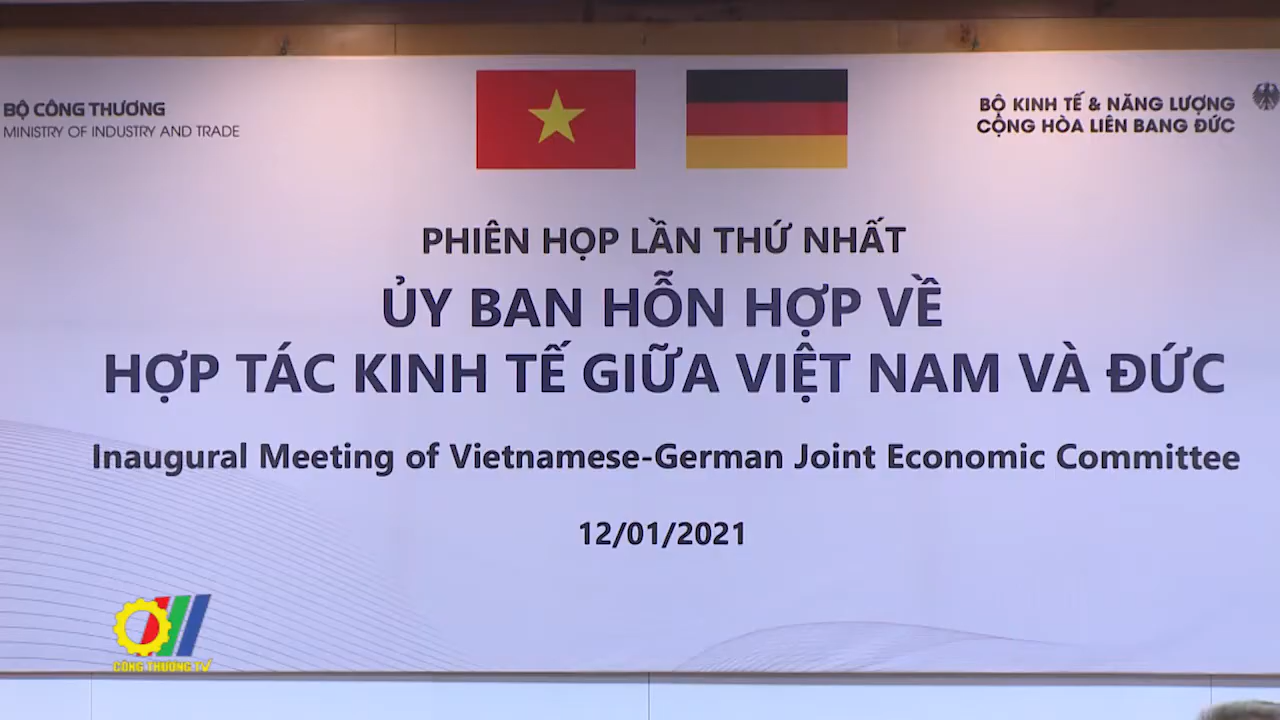 BỘ CÔNG THƯƠNG
MINISTRY OF INDUSTRY AND TRADE
BỘ KINH TẾ & NĂNG LƯỢNG
CỘNG HÒA LIÊN BANG ĐỨC
PHIÊN HỌP LẦN THỨ NHẤT
ỦY BAN HỖN HỢP VỀ
HỢP TÁC KINH TẾ GIỮA VIỆT NAM VÀ ĐỨC
Inaugural Meeting of Vietnamese-German Joint Economic Committee
12/01/2021
CÔNG THƯƠNG TV